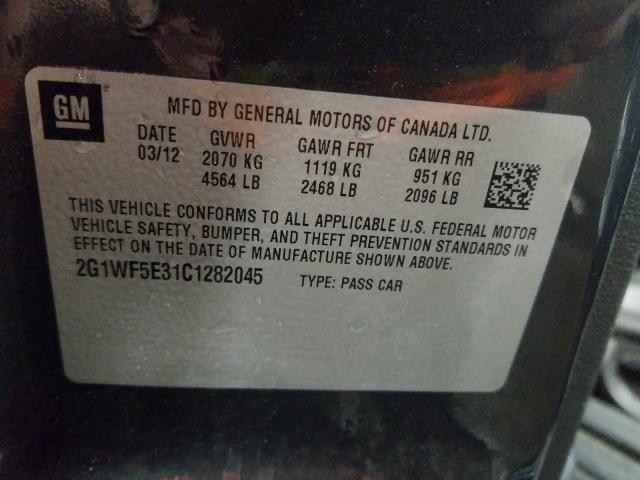 GM
MFD BY GENERAL MOTORS OF CANADA LTD.
DATE GVWR GAWR FRT GAWR RR
03/12 2070 KG 1119 KG 951 KG
4564 LB 2468 LB 2096 LB
THIS VEHICLE CONFORMS TO ALL APPLICABLE U.S. FEDERAL MOTOR
VEHICLE SAFETY, BUMPER, AND THEFT PREVENTION STANDARDS IN
EFFECT ON THE DATE OF MANUFACTURE SHOWN ABOVE.
2G1WF5E31C1282045 TYPE: PASS CAR